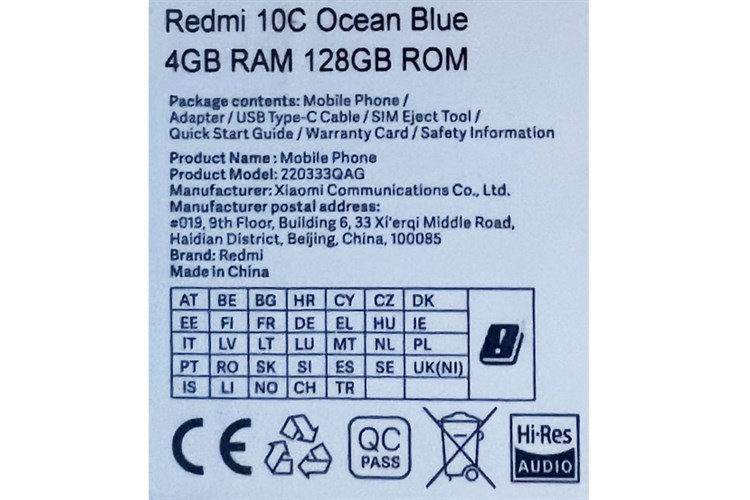 Redmi 10C Ocean Blue
4GB RAM 128GB ROM
Package contents: Mobile Phone /
Adapter / USB Type-C Cable / SIM Eject Tool /
Quick Start Guide / Warranty Card / Safety Information
Product Name: Mobile Phone
Product Model: 220333QAG
Manufacturer: Xiaomi Communications Co., Ltd.
Manufacturer postal address:
#019, 9th Floor, Building 6, 33 Xi'erqi Middle Road,
Haidian District, Beijing, China, 100085
Brand: Redmi
Made in China
AT BE BG HR CY CZ DK
EE FI FR DE EL HU IE
IT LV LT LU MT NL PL
PT RO SK SI ES SE UK(NI)
IS LI NO CH TR
!
CE
QC
PASS
Hi-Res
AUDIO